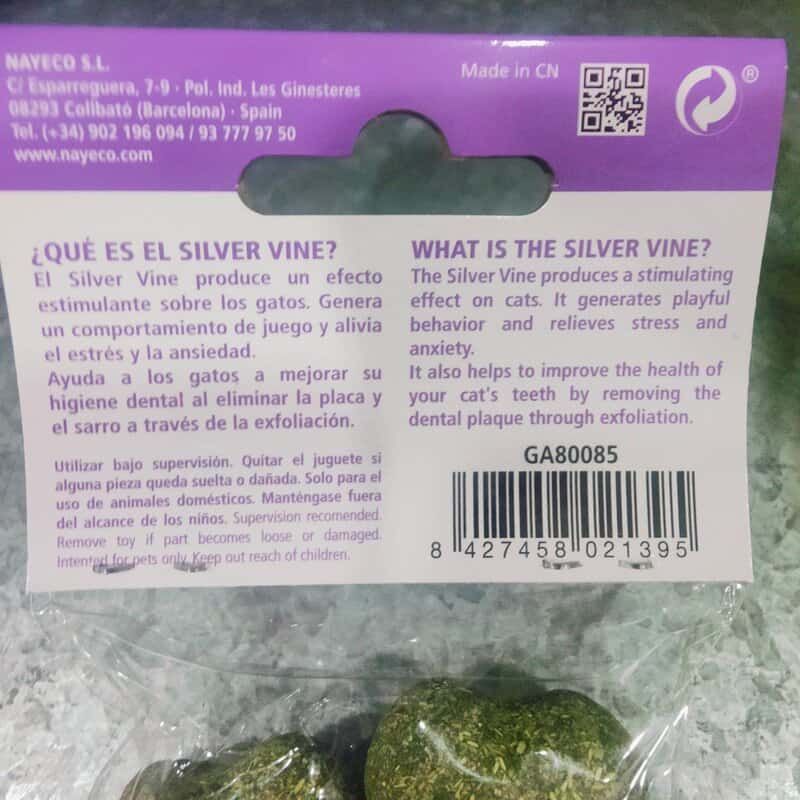 NAYECO S.L.
C/ Esparreguera, 7-9 · Pol. Ind. Les Ginesteres
08293 Collbató (Barcelona) · Spain
Tel. (+34) 902 196 094 / 93 777 97 50
www.nayeco.com
Made in CN
®
¿QUÉ ES EL SILVER VINE?
El Silver Vine produce un efecto
estimulante sobre los gatos. Genera
un comportamiento de juego y alivia
el estrés y la ansiedad.
Ayuda a los gatos a mejorar su
higiene dental al eliminar la placa y
el sarro a través de la exfoliación.
Utilizar bajo supervisión. Quitar el juguete si
alguna pieza queda suelta o dañada. Solo para el
uso de animales domésticos. Manténgase fuera
del alcance de los niños. Supervision recomended.
Remove toy if part becomes loose or damaged.
Intented for pets only. Keep out reach of children.
WHAT IS THE SILVER VINE?
The Silver Vine produces a stimulating
effect on cats. It generates playful
behavior and relieves stress and
anxiety.
It also helps to improve the health of
your cat's teeth by removing the
dental plaque through exfoliation.
GA80085
8 427458 021395